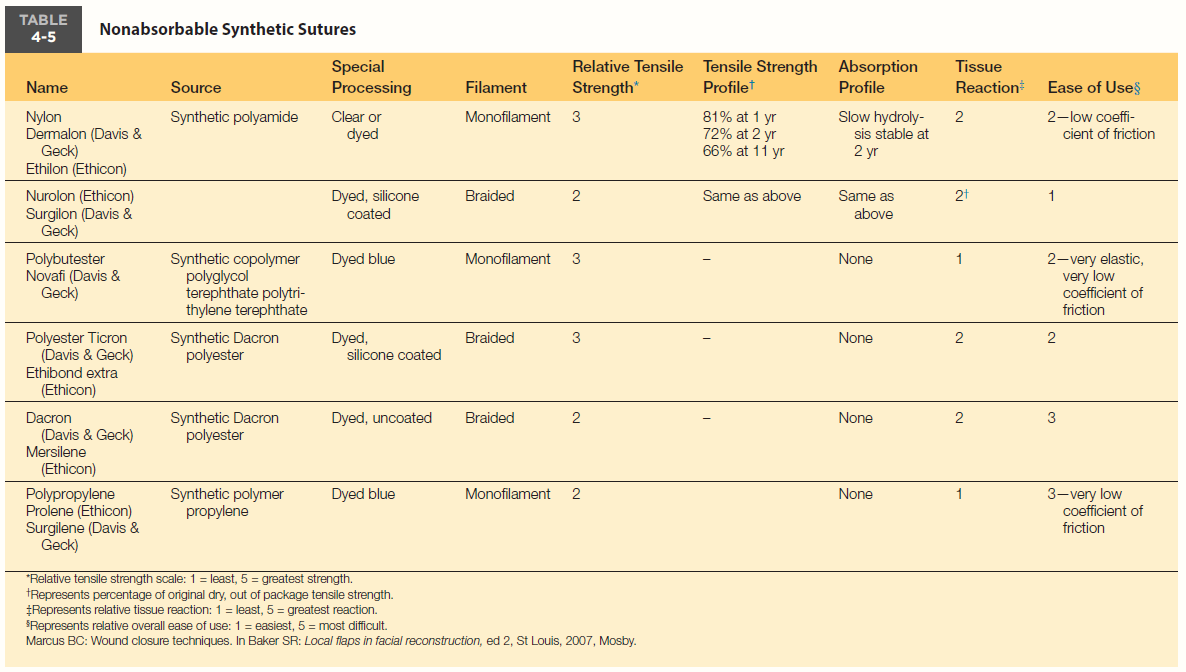 TABLE
4-5
Nonabsorbable Synthetic Sutures
Name
Source
Special
Processing
Filament
Relative Tensile
Strength*
Tensile Strength
Profile†
Absorption
Profile
Tissue
Reaction‡
Ease of Use§
Nylon
Dermalon (Davis &
Geck)
Ethilon (Ethicon)
Synthetic polyamide
Clear or
dyed
Monofilament
3
81% at 1 yr
72% at 2 yr
66% at 11 yr
Slow hydroly-
sis stable at
2 yr
2
2—low coeffi-
cient of friction
Nurolon (Ethicon)
Surgilon (Davis &
Geck)
Dyed, silicone
coated
Braided
2
Same as above
Same as
above
2†
1
Polybutester
Novafi (Davis &
Geck)
Synthetic copolymer
polyglycol
terephthate polytri-
thylene terephthate
Dyed blue
Monofilament
3
–
None
1
2—very elastic,
very low
coefficient of
friction
Polyester Ticron
(Davis & Geck)
Ethibond extra
(Ethicon)
Synthetic Dacron
polyester
Dyed,
silicone coated
Braided
3
–
None
2
2
Dacron
(Davis & Geck)
Mersilene
(Ethicon)
Synthetic Dacron
polyester
Dyed, uncoated
Braided
2
–
None
2
3
Polypropylene
Prolene (Ethicon)
Surgilene (Davis &
Geck)
Synthetic polymer
propylene
Dyed blue
Monofilament
2
None
1
3—very low
coefficient of
friction
*Relative tensile strength scale: 1 = least, 5 = greatest strength.
†Represents percentage of original dry, out of package tensile strength.
‡Represents relative tissue reaction: 1 = least, 5 = greatest reaction.
§Represents relative overall ease of use: 1 = easiest, 5 = most difficult.
Marcus BC: Wound closure techniques. In Baker SR: Local flaps in facial reconstruction, ed 2, St Louis, 2007, Mosby.